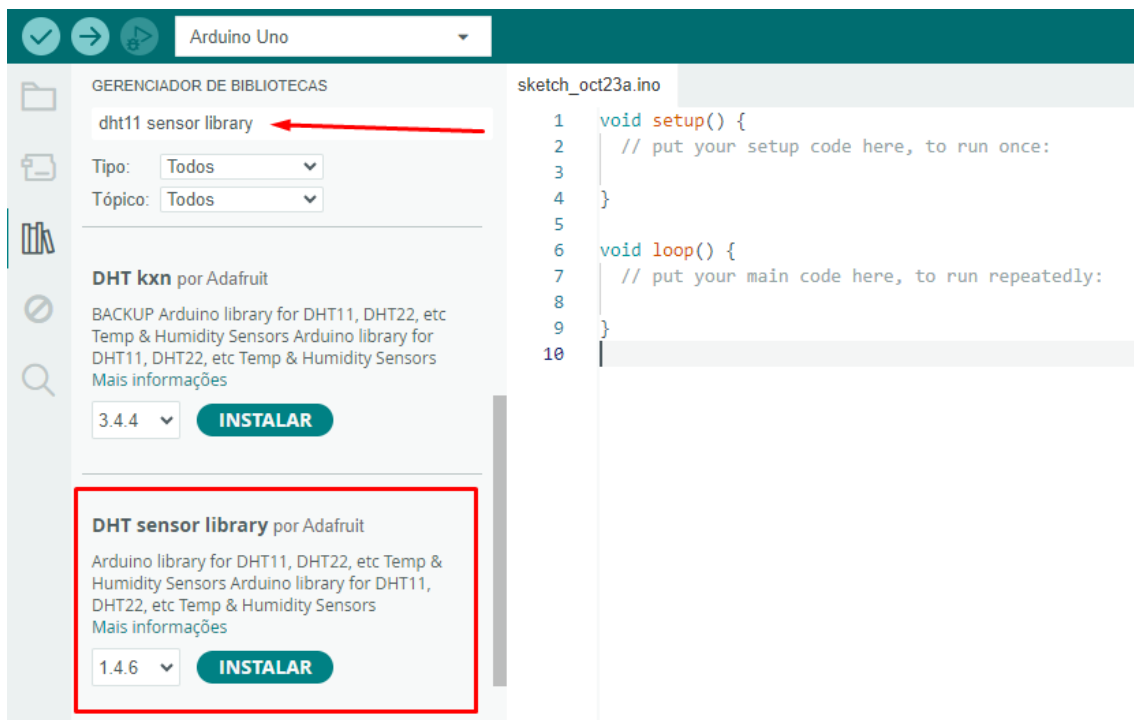 Arduino Uno
GERENCIADOR DE BIBLIOTECAS
dht11 sensor library
Tipo: Todos
Tópico: Todos
DHT kxn por Adafruit
BACKUP Arduino library for DHT11, DHT22, etc
Temp & Humidity Sensors Arduino library for
DHT11, DHT22, etc Temp & Humidity Sensors
Mais informações
3.4.4 INSTALAR
DHT sensor library por Adafruit
Arduino library for DHT11, DHT22, etc Temp &
Humidity Sensors Arduino library for DHT11,
DHT22, etc Temp & Humidity Sensors
Mais informações
1.4.6 INSTALAR
sketch_oct23a.ino
1 void setup() {
2 // put your setup code here, to run once:
3
4 }
5
6 void loop() {
7 // put your main code here, to run repeatedly:
8
9 }
10